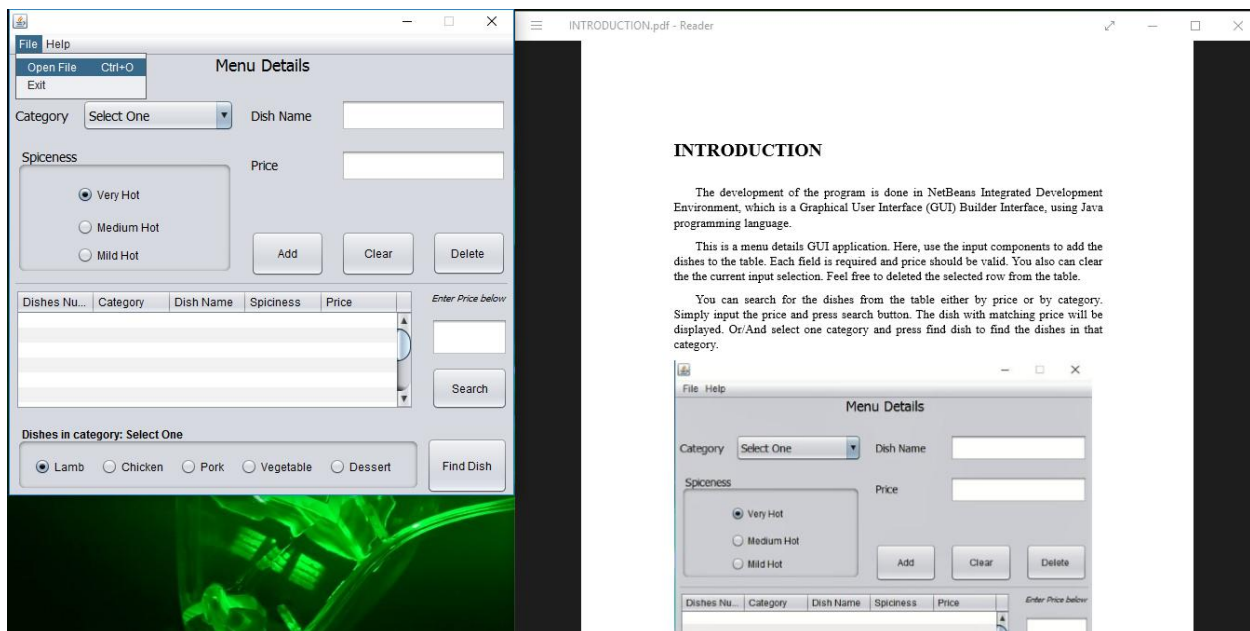 File Help
Open File Ctrl+O
Exit
Menu Details
Category Select One Dish Name
Spiceness
Price
Very Hot
Medium Hot
Mild Hot
Add Clear Delete
Dishes Nu... Category Dish Name Spiciness Price
Enter Price below
Search
Dishes in category: Select One
Lamb Chicken Pork Vegetable Dessert
Find Dish
INTRODUCTION.pdf - Reader
INTRODUCTION
The development of the program is done in NetBeans Integrated Development
Environment, which is a Graphical User Interface (GUI) Builder Interface, using Java
programming language.
This is a menu details GUI application. Here, use the input components to add the
dishes to the table. Each field is required and price should be valid. You also can clear
the the current input selection. Feel free to deleted the selected row from the table.
You can search for the dishes from the table either by price or by category.
Simply input the price and press search button. The dish with matching price will be
displayed. Or/And select one category and press find dish to find the dishes in that
category.
File Help
Menu Details
Category Select One Dish Name
Spiceness
Price
Very Hot
Medium Hot
Mild Hot
Add Clear Delete
Dishes Nu... Category Dish Name Spiciness Price
Enter Price below